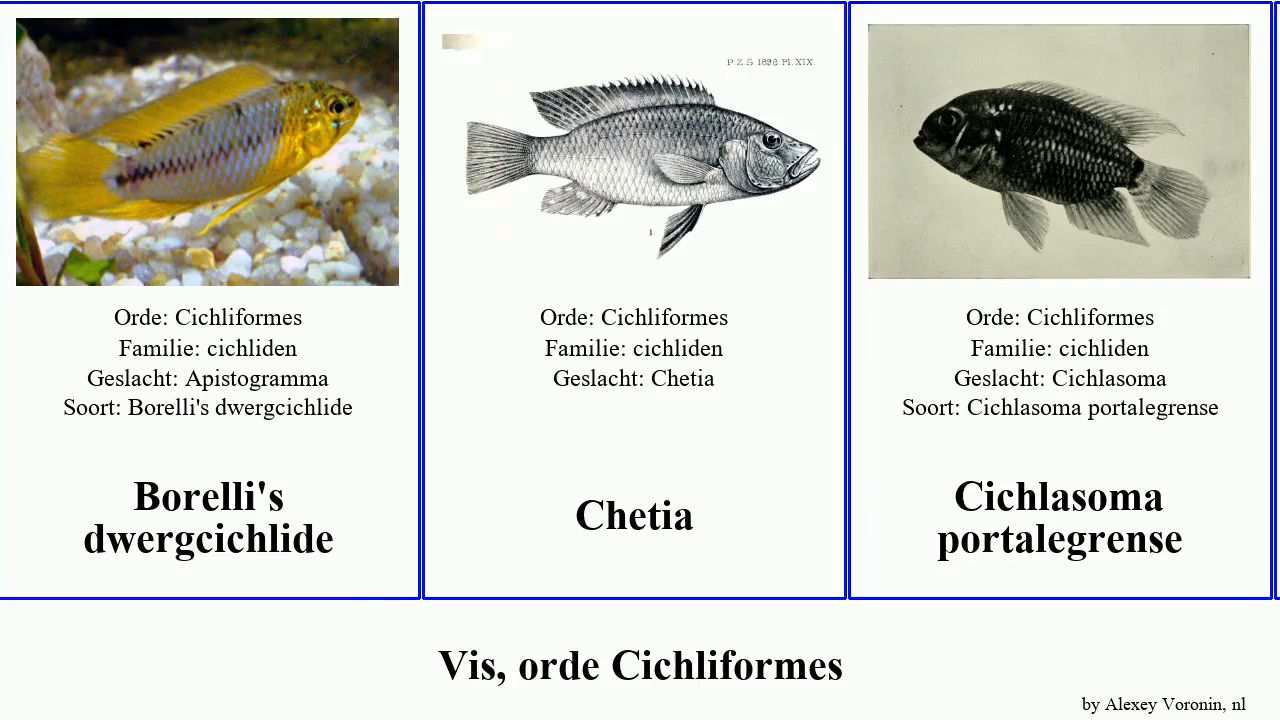 P.Z.S. 1896. Pl. XIX.
1.
Orde: Cichliformes
Familie: cichliden
Geslacht: Apistogramma
Soort: Borelli's dwergcichlide
Borelli's
dwergcichlide
Orde: Cichliformes
Familie: cichliden
Geslacht: Chetia
Chetia
Orde: Cichliformes
Familie: cichliden
Geslacht: Cichlasoma
Soort: Cichlasoma portalegrense
Cichlasoma
portalegrense
Vis, orde Cichliformes
by Alexey Voronin, nl